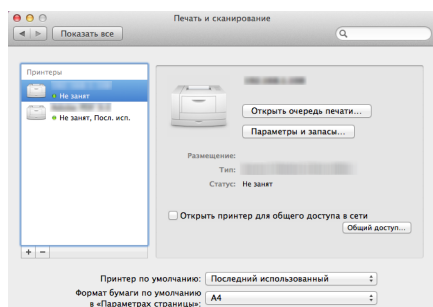 Печать и сканирование
Показать все
Принтеры
Не занят
Не занят, Посл. исп.
Открыть очередь печати...
Параметры и запасы...
Размещение:
Тип:
Статус: Не занят
Открыть принтер для общего доступа в сети
Общий доступ...
+ −
Принтер по умолчанию: Последний использованный
Формат бумаги по умолчанию
в «Параметрах страницы»: A4